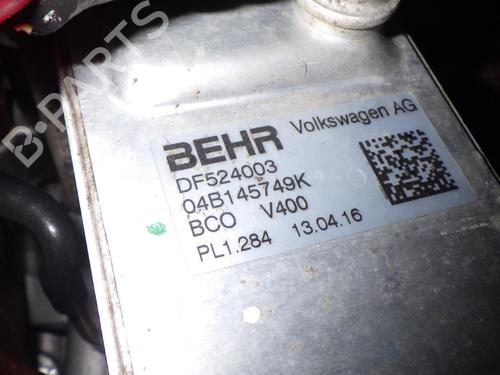 B-PARTS
BEHR Volkswagen AG
DF524003
04B145749K
BCO V400
PL1.284 13.04.16